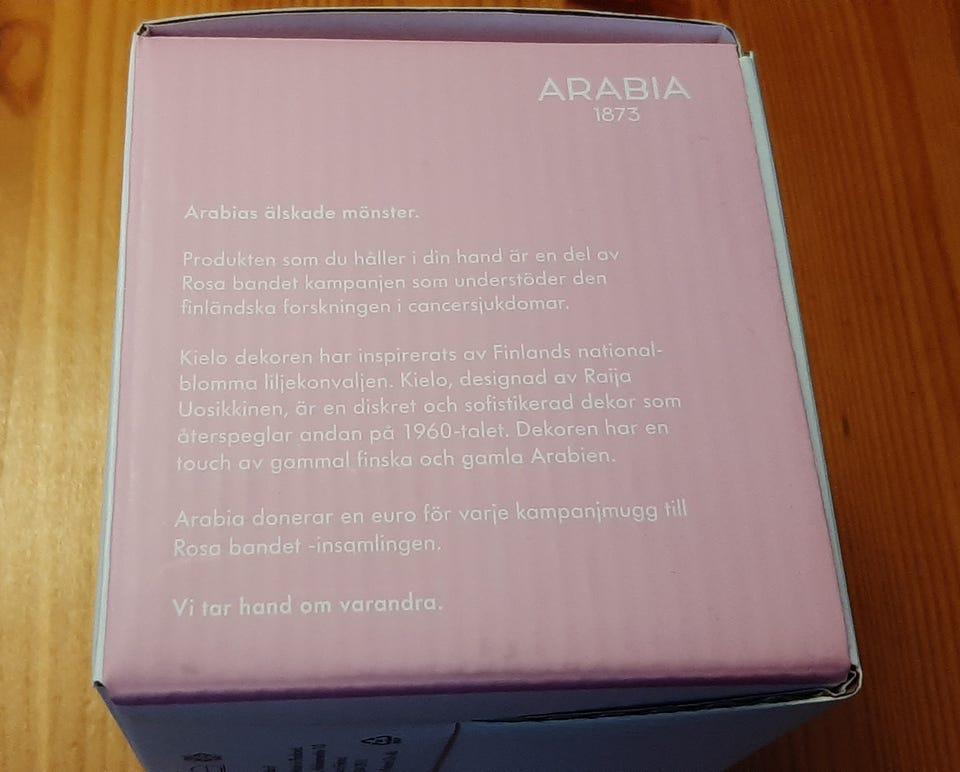 ARABIA
1873
Arabias älskade mönster.
Produkten som du håller i din hand är en del av
Rosa bandet kampanjen som understöder den
finländska forskningen i cancersjukdomar.
Kielo dekoren har inspirerats av Finlands national-
blomma liljekonvaljen. Kielo, designad av Raija
Uosikkinen, är en diskret och sofistikerad dekor som
återspeglar andan på 1960-talet. Dekoren har en
touch av gammal finska och gamla Arabien.
Arabia donerar en euro för varje kampanjmugg till
Rosa bandet -insamlingen.
Vi tar hand om varandra.